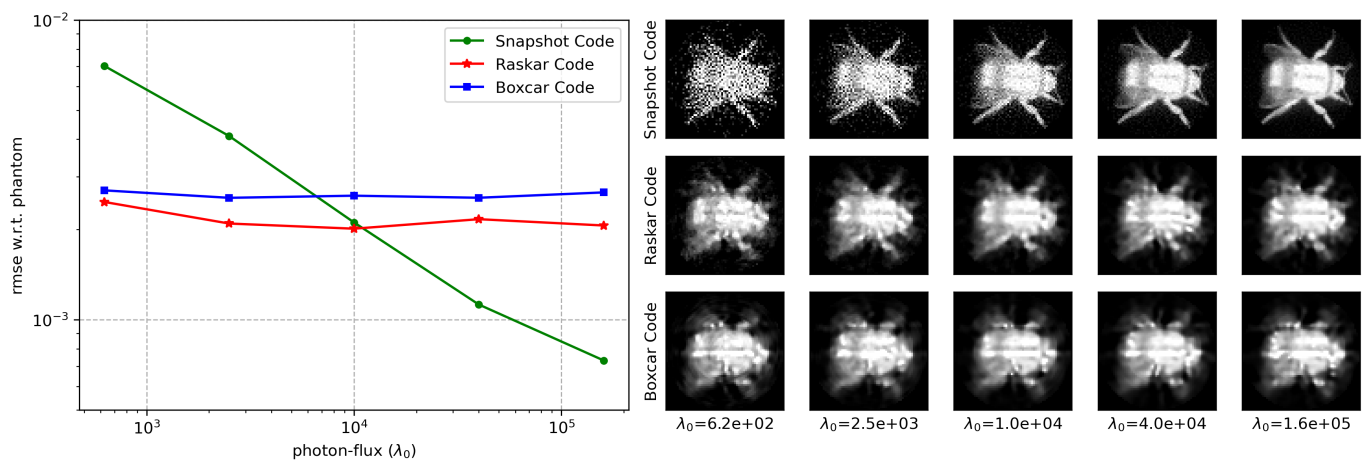 10⁻²
10⁻³
rmse w.r.t. phantom
Snapshot Code
Raskar Code
Boxcar Code
10³
10⁴
10⁵
photon-flux (λ₀)
Snapshot Code
Raskar Code
Boxcar Code
λ₀=6.2e+02
λ₀=2.5e+03
λ₀=1.0e+04
λ₀=4.0e+04
λ₀=1.6e+05